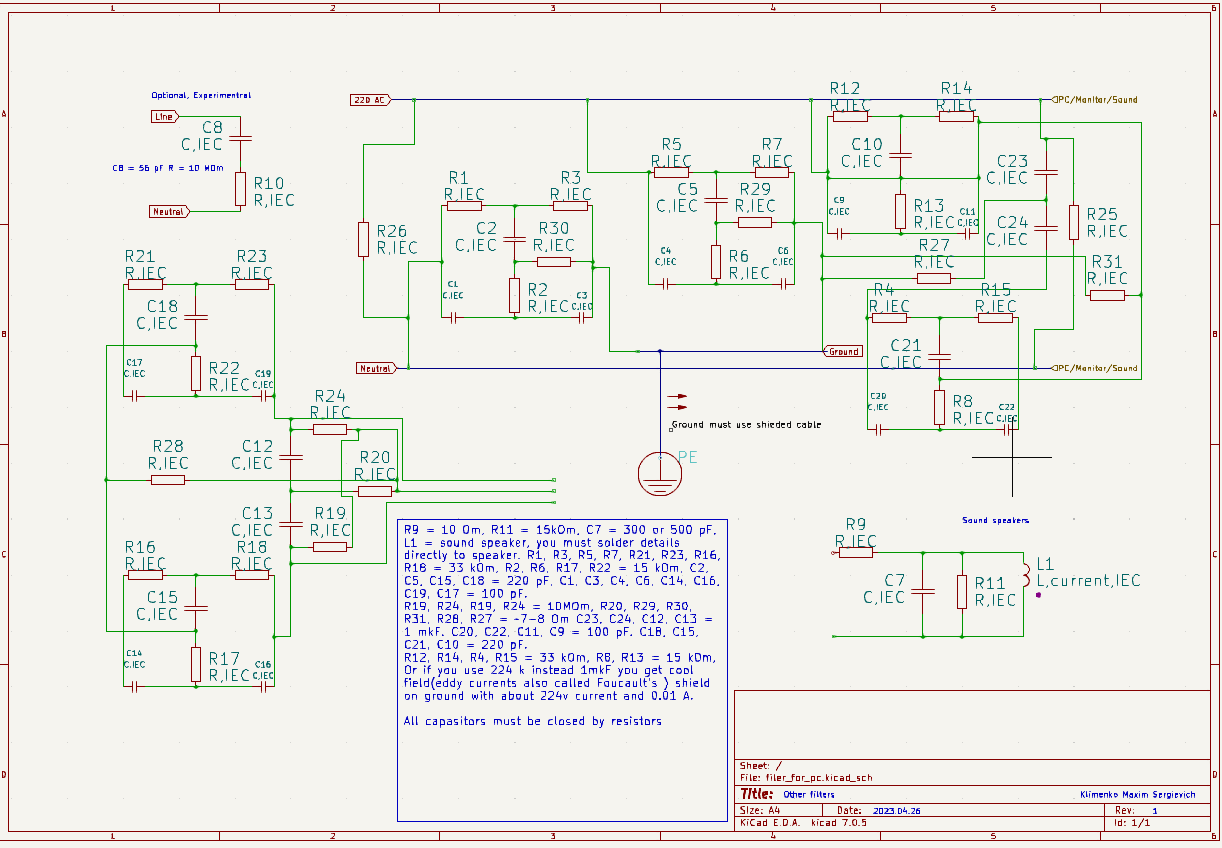 1 2 3 4 5 6
Optional, Experimentral
Line
C8
C,IEC
C8 = 56 pF R = 10 MOm
R10
R,IEC
Neutral
220 AC
R26
R,IEC
R1
R,IEC
R3
R,IEC
C2
C,IEC
R30
R,IEC
C1
C,IEC
R2
R,IEC
C3
C,IEC
Neutral
R5
R,IEC
R7
R,IEC
C5
C,IEC
R29
R,IEC
C4
C,IEC
R6
R,IEC
C6
C,IEC
Ground
R12
R,IEC
R14
R,IEC
C10
C,IEC
C9
C,IEC
R13
R,IEC
C11
C,IEC
PC/Monitor/Sound
C23
C,IEC
C24
C,IEC
R25
R,IEC
R27
R,IEC
R31
R,IEC
R4
R,IEC
R15
R,IEC
C21
C,IEC
C20
C,IEC
R8
R,IEC
C22
C,IEC
PC/Monitor/Sound
Ground must use shieded cable
PE
R21
R,IEC
R23
R,IEC
C18
C,IEC
C17
C,IEC
R22
R,IEC
C19
C,IEC
R24
R,IEC
R28
R,IEC
C12
C,IEC
R20
R,IEC
C13
C,IEC
R19
R,IEC
R16
R,IEC
R18
R,IEC
C15
C,IEC
C14
C,IEC
R17
R,IEC
C16
C,IEC
R9 = 10 Om, R11 = 15kOm, C7 = 300 or 500 pF.
L1 = sound speaker, you must solder details
directly to speaker. R1, R3, R5, R7, R21, R23, R16,
R18 = 33 kOm, R2, R6, R17, R22 = 15 kOm, C2,
C5, C15, C18 = 220 pF, C1, C3, C4, C6, C14, C16,
C19, C17 = 100 pF.
R19, R24, R19, R24 = 10MOm, R20, R29, R30,
R31, R28, R27 = ~7-8 Om C23, C24, C12, C13 =
1 mkF. C20, C22, C11, C9 = 100 pF. C18, C15,
C21, C10 = 220 pF.
R12, R14, R4, R15 = 33 kOm, R8, R13 = 15 kOm,
Or if you use 224 k instead 1mkF you get cool
field(eddy currents also called Foucault's ) shield
on ground with about 224v current and 0.01 A.
All capasitors must be closed by resistors
Sound speakers
R9
R,IEC
C7
C,IEC
R11
R,IEC
L1
L,current,IEC
Sheet: /
File: filer_for_pc.kicad_sch
Title: Other filters Klimenko Maxim Sergievich
Size: A4 Date: 2023.04.26 Rev: 1
KiCad E.D.A. kicad 7.0.5 Id: 1/1
A
B
C
D
A
B
C
D
1 2 3 4 5 6